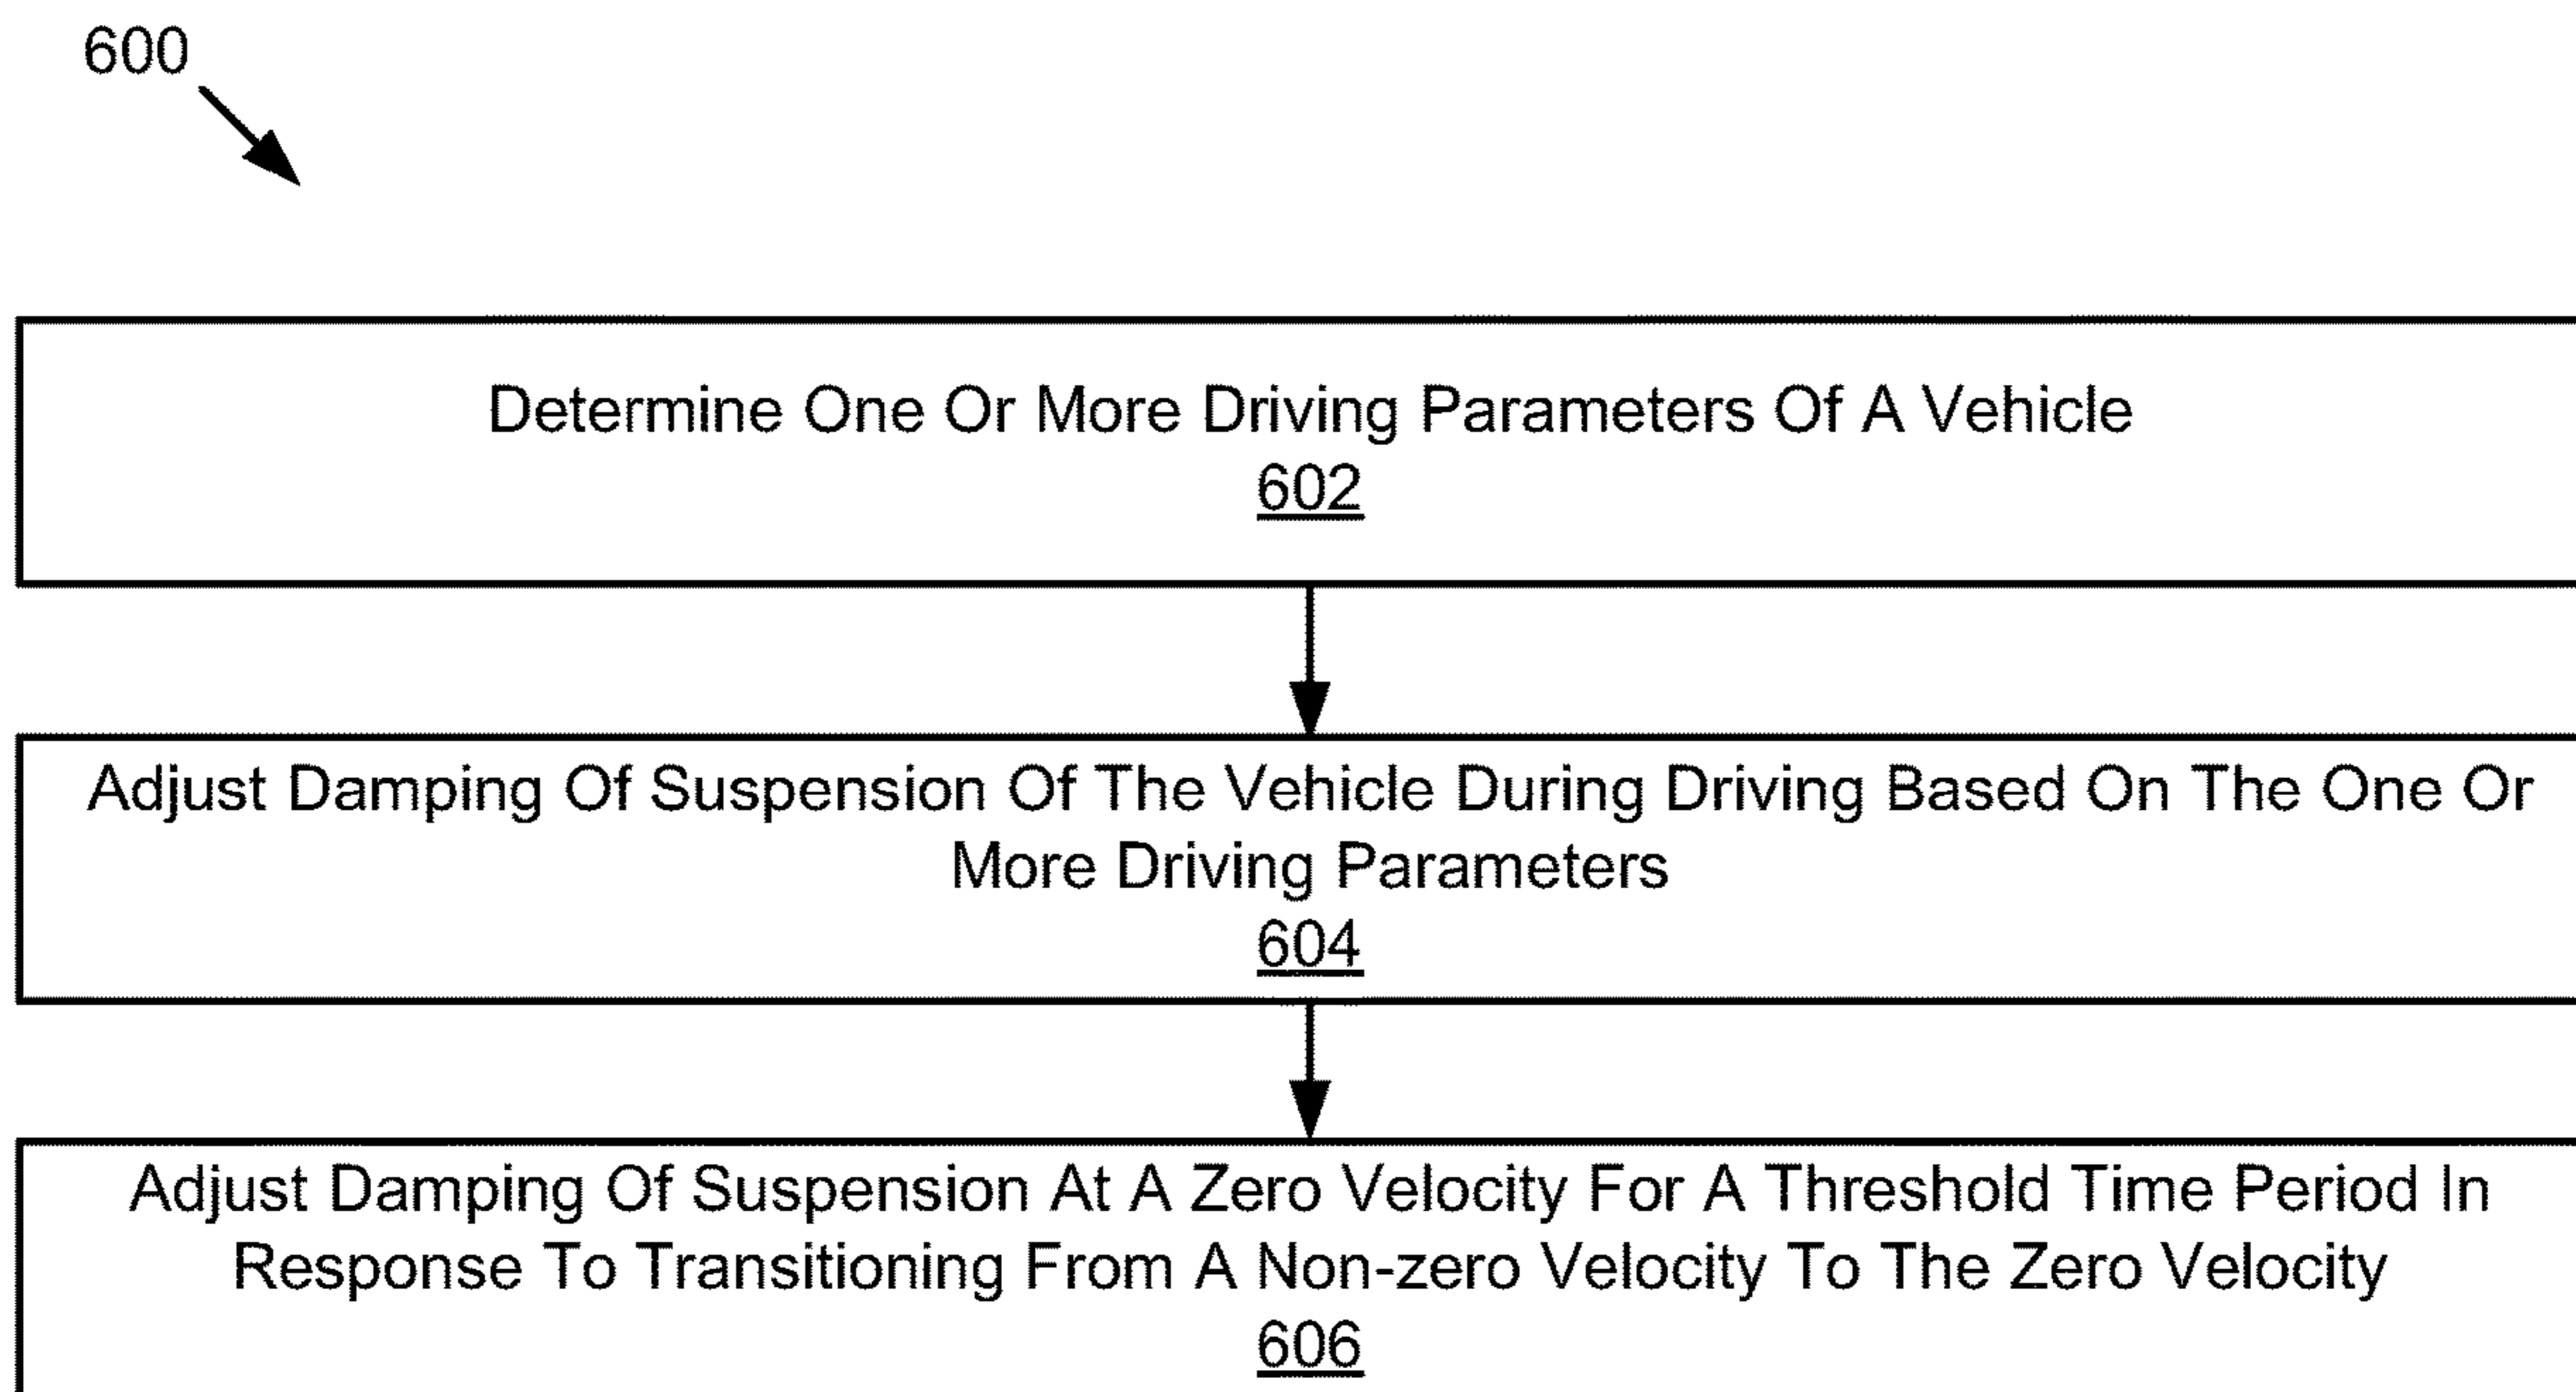 600
Determine One Or More Driving Parameters Of A Vehicle
602
Adjust Damping Of Suspension Of The Vehicle During Driving Based On The One Or
More Driving Parameters
604
Adjust Damping Of Suspension At A Zero Velocity For A Threshold Time Period In
Response To Transitioning From A Non-zero Velocity To The Zero Velocity
606